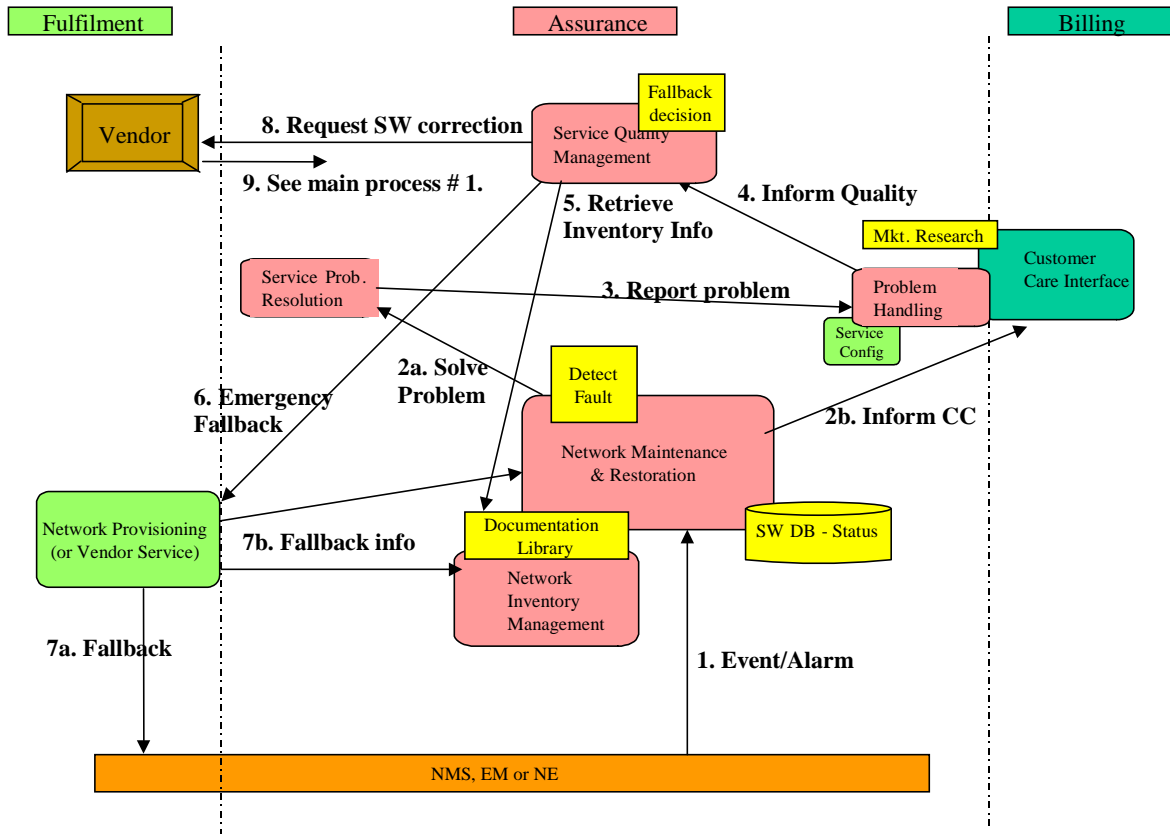 Fulfilment
Assurance
Billing
Vendor
8. Request SW correction
Fallback
decision
Service Quality
Management
9. See main process # 1.
5. Retrieve
Inventory Info
4. Inform Quality
Mkt. Research
Customer
Care Interface
Service Prob.
Resolution
3. Report problem
Problem
Handling
Service
Config
2a. Solve
Problem
Detect
Fault
6. Emergency
Fallback
2b. Inform CC
Network Maintenance
& Restoration
Network Provisioning
(or Vendor Service)
7b. Fallback info
Documentation
Library
SW DB - Status
Network
Inventory
Management
7a. Fallback
1. Event/Alarm
NMS, EM or NE